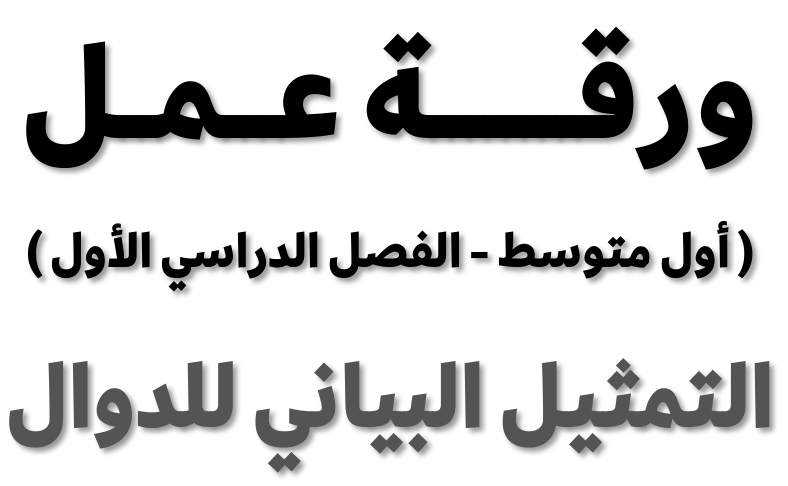 ورقـــة عـمـل
( أول متوسط - الفصل الدراسي الأول )
التمثيل البياني للدوال